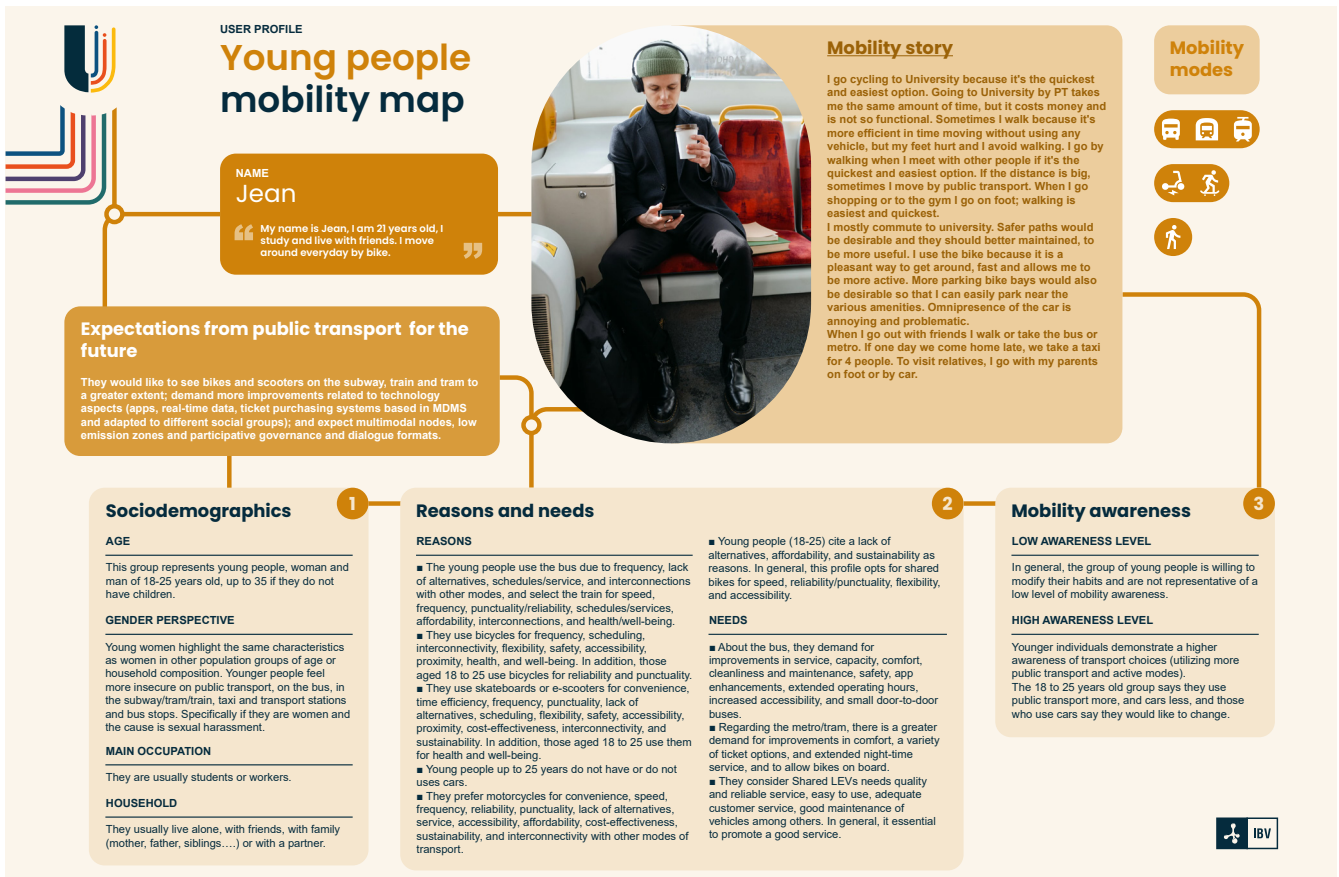 USER PROFILE
Young people
mobility map
NAME
Jean
“ My name is Jean, I am 21 years old, I
study and live with friends. I move
around everyday by bike. ”
Mobility story
I go cycling to University because it's the quickest
and easiest option. Going to University by PT takes
me the same amount of time, but it costs money and
is not so functional. Sometimes I walk because it's
more efficient in time moving without using any
vehicle, but my feet hurt and I avoid walking. I go by
walking when I meet with other people if it's the
quickest and easiest option. If the distance is big,
sometimes I move by public transport. When I go
shopping or to the gym I go on foot; walking is
easiest and quickest.
I mostly commute to university. Safer paths would
be desirable and they should better maintained, to
be more useful. I use the bike because it is a
pleasant way to get around, fast and allows me to
be more active. More parking bike bays would also
be desirable so that I can easily park near the
various amenities. Omnipresence of the car is
annoying and problematic.
When I go out with friends I walk or take the bus or
metro. If one day we come home late, we take a taxi
for 4 people. To visit relatives, I go with my parents
on foot or by car.
Mobility
modes
Expectations from public transport for the
future
They would like to see bikes and scooters on the subway, train and tram to
a greater extent; demand more improvements related to technology
aspects (apps, real-time data, ticket purchasing systems based in MDMS
and adapted to different social groups); and expect multimodal nodes, low
emission zones and participative governance and dialogue formats.
Sociodemographics
1
AGE
This group represents young people, woman and
man of 18-25 years old, up to 35 if they do not
have children.
GENDER PERSPECTIVE
Young women highlight the same characteristics
as women in other population groups of age or
household composition. Younger people feel
more insecure on public transport, on the bus, in
the subway/tram/train, taxi and transport stations
and bus stops. Specifically if they are women and
the cause is sexual harassment.
MAIN OCCUPATION
They are usually students or workers.
HOUSEHOLD
They usually live alone, with friends, with family
(mother, father, siblings….) or with a partner.
Reasons and needs
2
REASONS
■ The young people use the bus due to frequency, lack
of alternatives, schedules/service, and interconnections
with other modes, and select the train for speed,
frequency, punctuality/reliability, schedules/services,
affordability, interconnections, and health/well-being.
■ They use bicycles for frequency, scheduling,
interconnectivity, flexibility, safety, accessibility,
proximity, health, and well-being. In addition, those
aged 18 to 25 use bicycles for reliability and punctuality.
■ They use skateboards or e-scooters for convenience,
time efficiency, frequency, punctuality, lack of
alternatives, scheduling, flexibility, safety, accessibility,
proximity, cost-effectiveness, interconnectivity, and
sustainability. In addition, those aged 18 to 25 use them
for health and well-being.
■ Young people up to 25 years do not have or do not
uses cars.
■ They prefer motorcycles for convenience, speed,
frequency, reliability, punctuality, lack of alternatives,
service, accessibility, affordability, cost-effectiveness,
sustainability, and interconnectivity with other modes of
transport.
■ Young people (18-25) cite a lack of
alternatives, affordability, and sustainability as
reasons. In general, this profile opts for shared
bikes for speed, reliability/punctuality, flexibility,
and accessibility.
NEEDS
■ About the bus, they demand for
improvements in service, capacity, comfort,
cleanliness and maintenance, safety, app
enhancements, extended operating hours,
increased accessibility, and small door-to-door
buses.
■ Regarding the metro/tram, there is a greater
demand for improvements in comfort, a variety
of ticket options, and extended night-time
service, and to allow bikes on board.
■ They consider Shared LEVs needs quality
and reliable service, easy to use, adequate
customer service, good maintenance of
vehicles among others. In general, it essential
to promote a good service.
Mobility awareness
3
LOW AWARENESS LEVEL
In general, the group of young people is willing to
modify their habits and are not representative of a
low level of mobility awareness.
HIGH AWARENESS LEVEL
Younger individuals demonstrate a higher
awareness of transport choices (utilizing more
public transport and active modes).
The 18 to 25 years old group says they use
public transport more, and cars less, and those
who use cars say they would like to change.
IBV